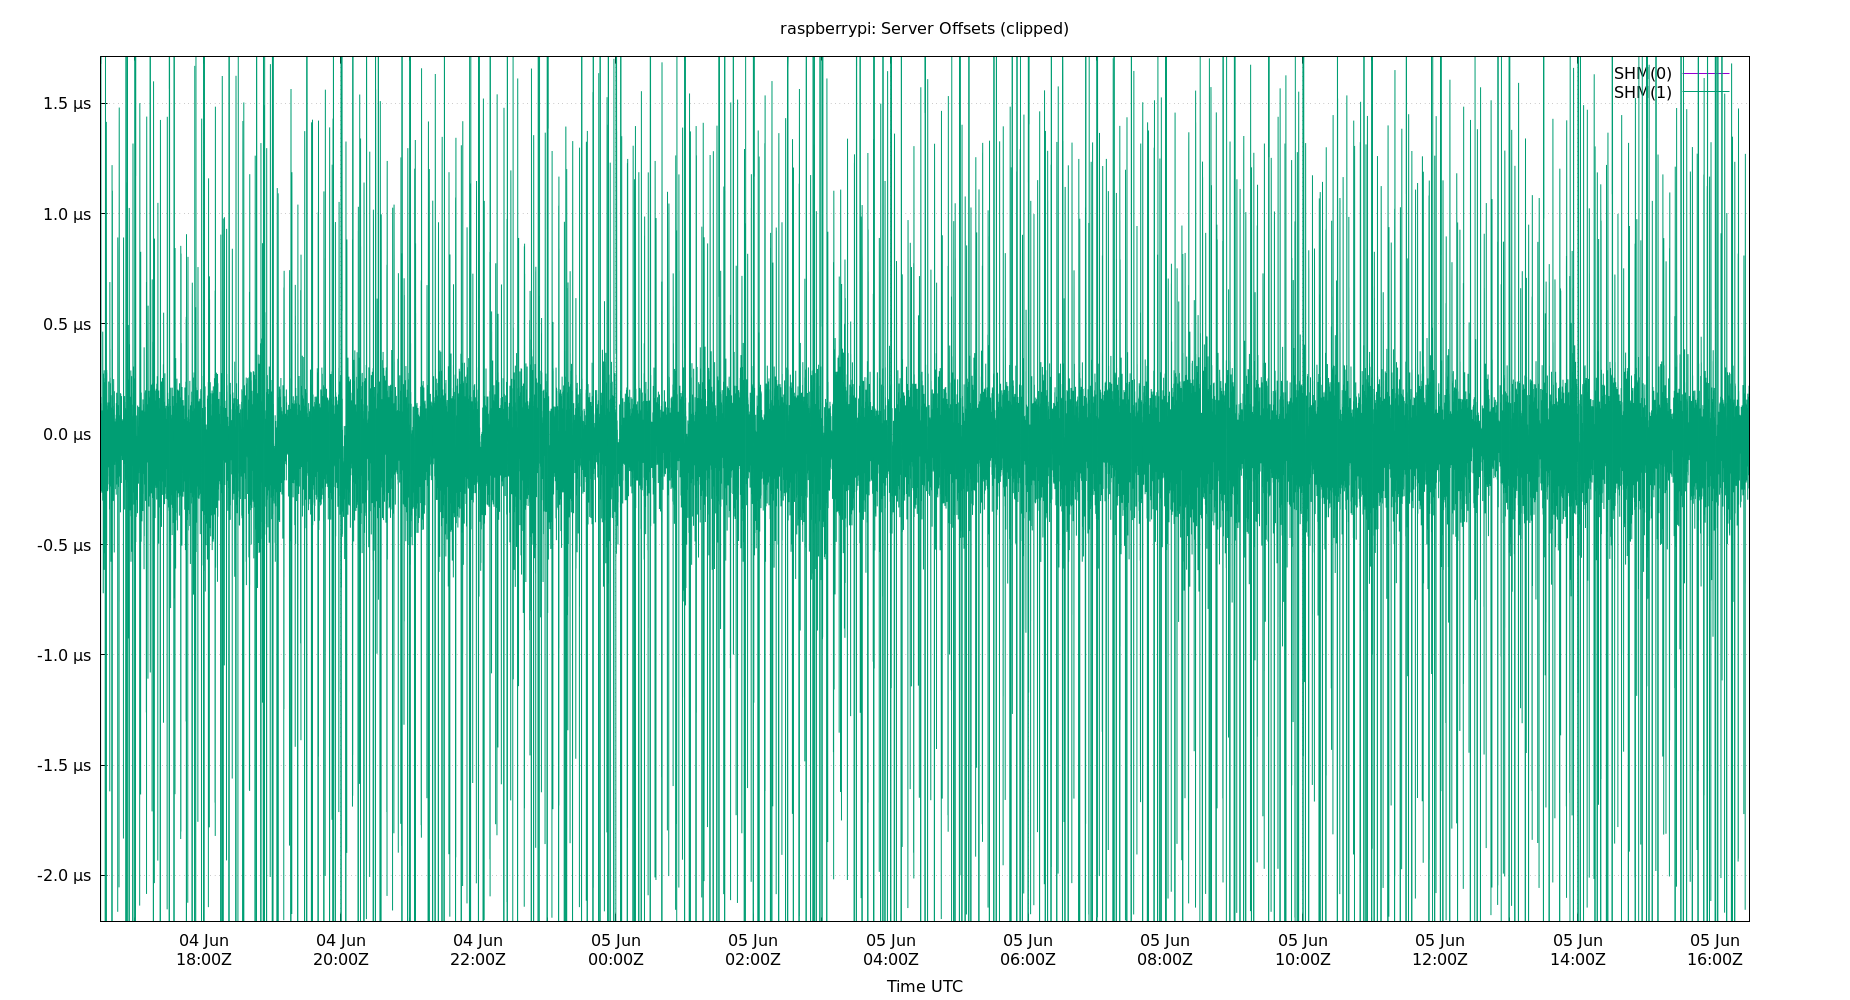 raspberrypi: Server Offsets (clipped)
SHM(0)
SHM(1)
1.5 µs
1.0 µs
0.5 µs
0.0 µs
-0.5 µs
-1.0 µs
-1.5 µs
-2.0 µs
04 Jun 04 Jun 04 Jun 05 Jun 05 Jun 05 Jun 05 Jun 05 Jun 05 Jun 05 Jun 05 Jun 05 Jun
18:00Z 20:00Z 22:00Z 00:00Z 02:00Z 04:00Z 06:00Z 08:00Z 10:00Z 12:00Z 14:00Z 16:00Z
Time UTC